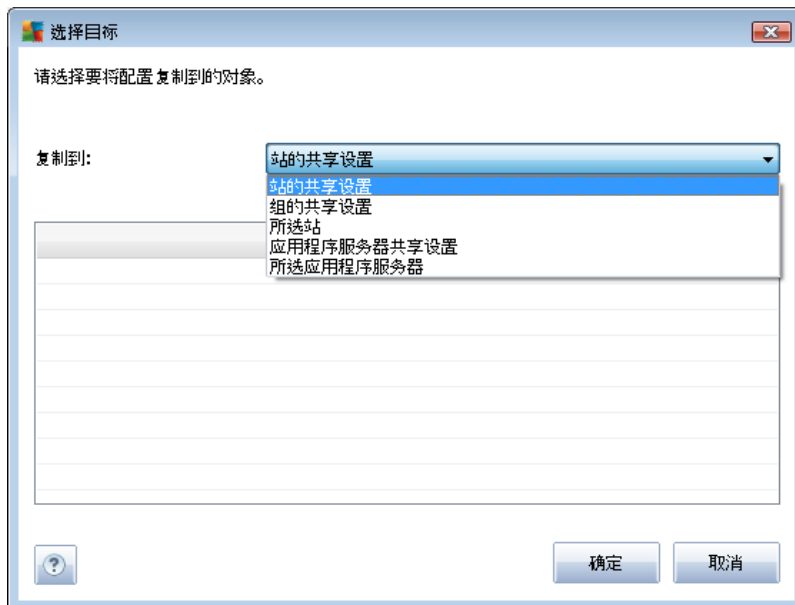 选择目标
请选择要将配置复制到的对象。
复制到: 站的共享设置
站的共享设置
组的共享设置
所选站
应用程序服务器共享设置
所选应用程序服务器
? 确定 取消